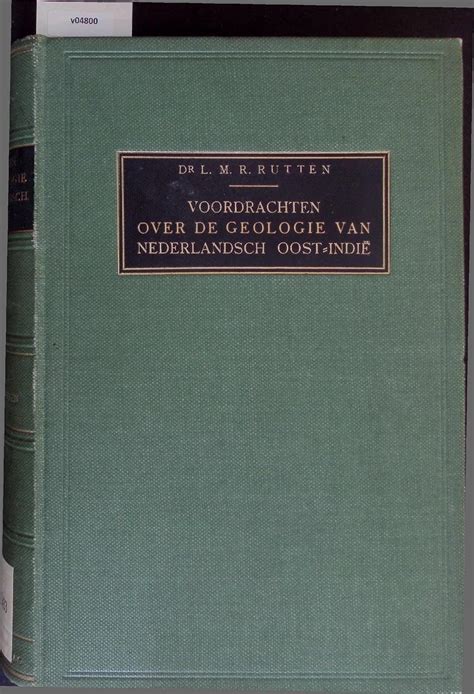 v04800
DR L. M. R. RUTTEN
VOORDRACHTEN
OVER DE GEOLOGIE VAN
NEDERLANDSCH OOST=INDIË